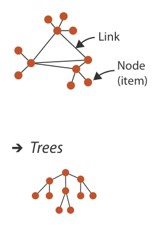 Link
Node
(item)
→ Trees